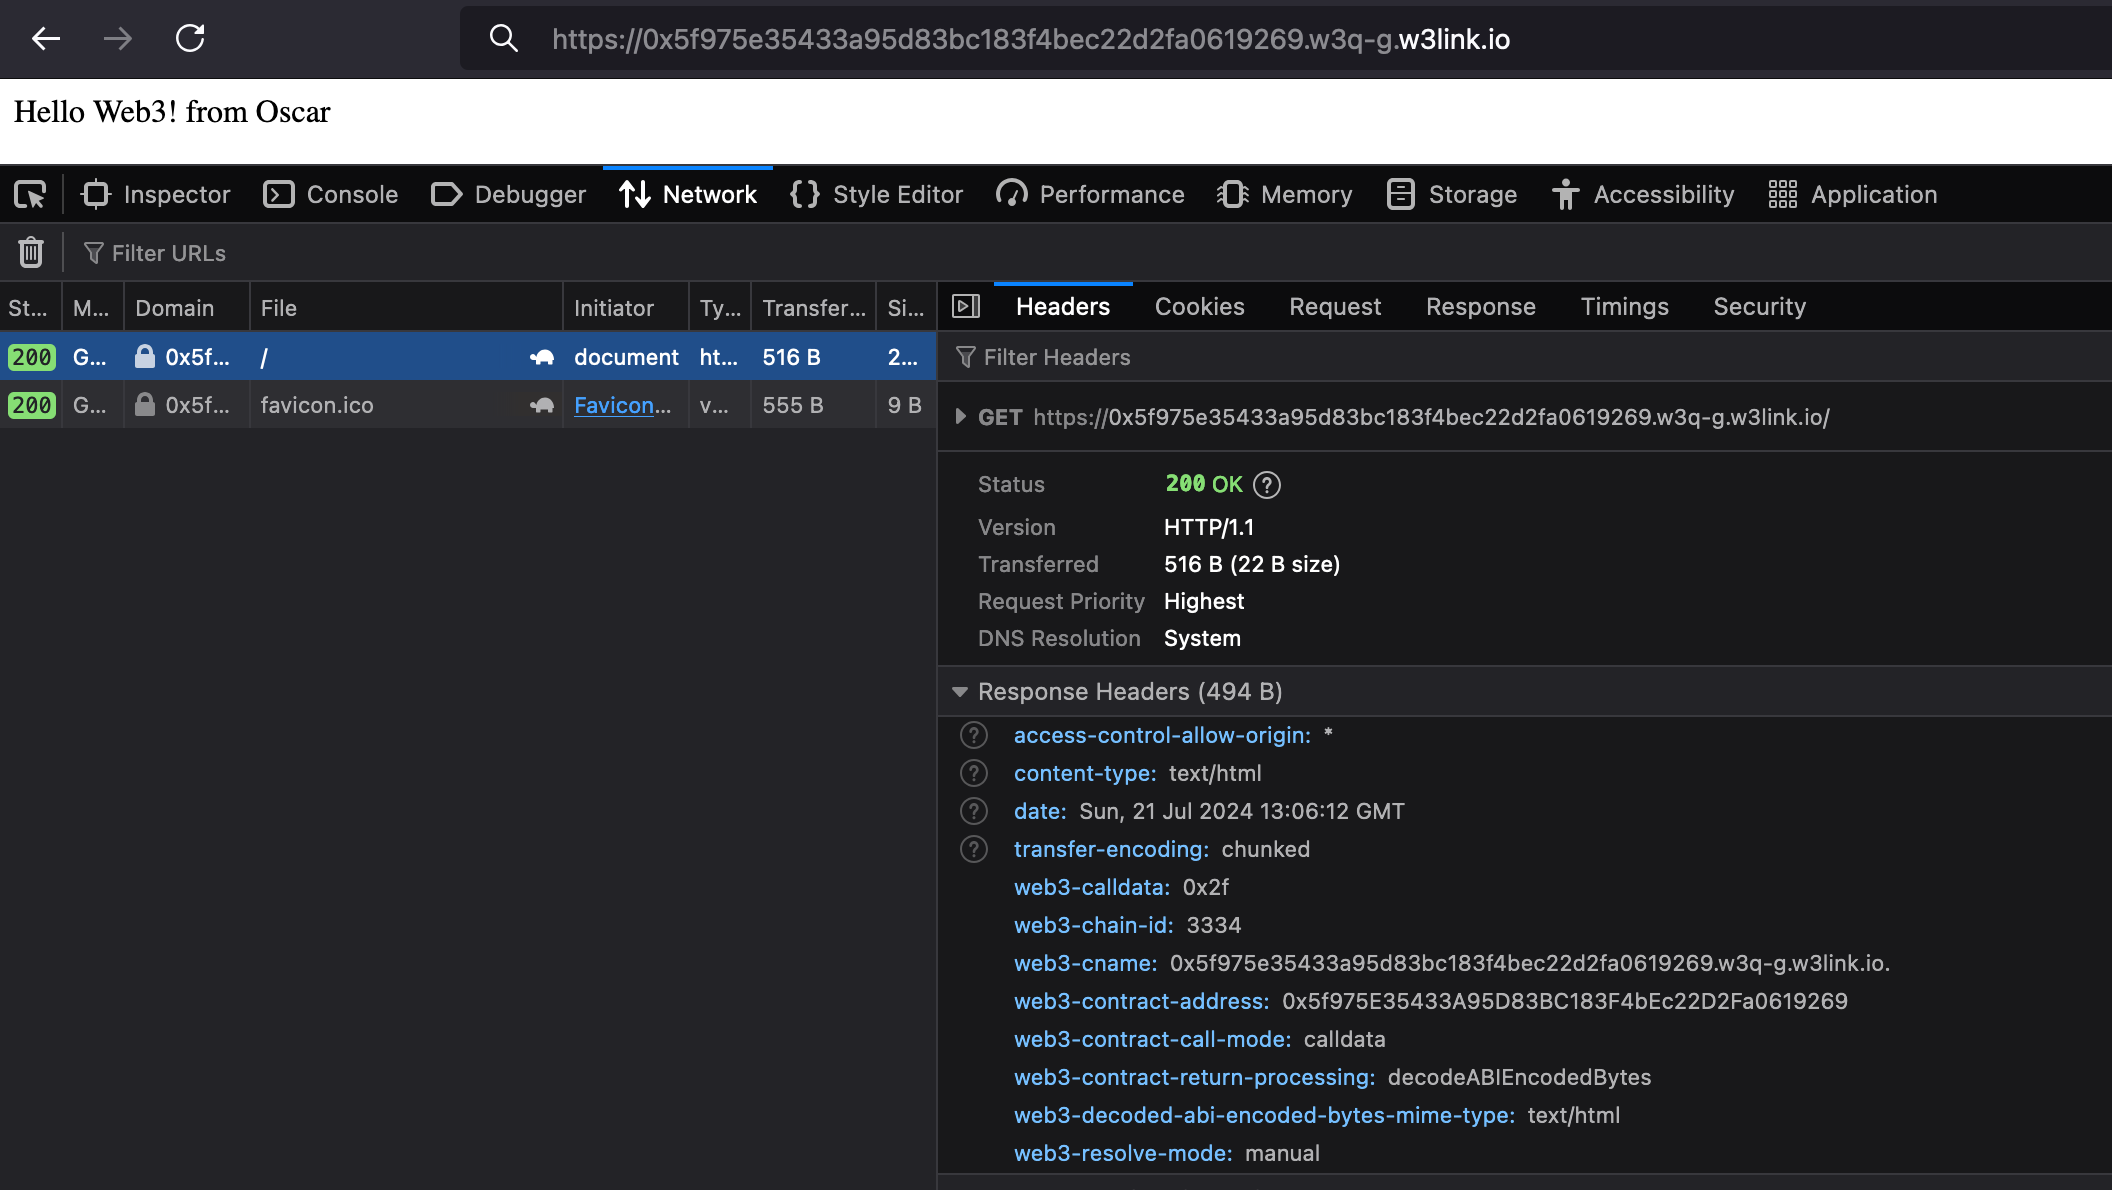 https://0x5f975e35433a95d83bc183f4bec22d2fa0619269.w3q-g.w3link.io
Hello Web3! from Oscar
Inspector Console Debugger Network Style Editor Performance Memory Storage Accessibility Application
Filter URLs
St... M... Domain File Initiator Ty... Transfer... Si...
200 G... 0x5f... / document ht... 516 B 2...
200 G... 0x5f... favicon.ico Favicon... v... 555 B 9 B
Headers Cookies Request Response Timings Security
Filter Headers
GET https://0x5f975e35433a95d83bc183f4bec22d2fa0619269.w3q-g.w3link.io/
Status 200 OK ?
Version HTTP/1.1
Transferred 516 B (22 B size)
Request Priority Highest
DNS Resolution System
Response Headers (494 B)
? access-control-allow-origin: *
? content-type: text/html
? date: Sun, 21 Jul 2024 13:06:12 GMT
? transfer-encoding: chunked
web3-calldata: 0x2f
web3-chain-id: 3334
web3-cname: 0x5f975e35433a95d83bc183f4bec22d2fa0619269.w3q-g.w3link.io.
web3-contract-address: 0x5f975E35433A95D83BC183F4bEc22D2Fa0619269
web3-contract-call-mode: calldata
web3-contract-return-processing: decodeABIEncodedBytes
web3-decoded-abi-encoded-bytes-mime-type: text/html
web3-resolve-mode: manual